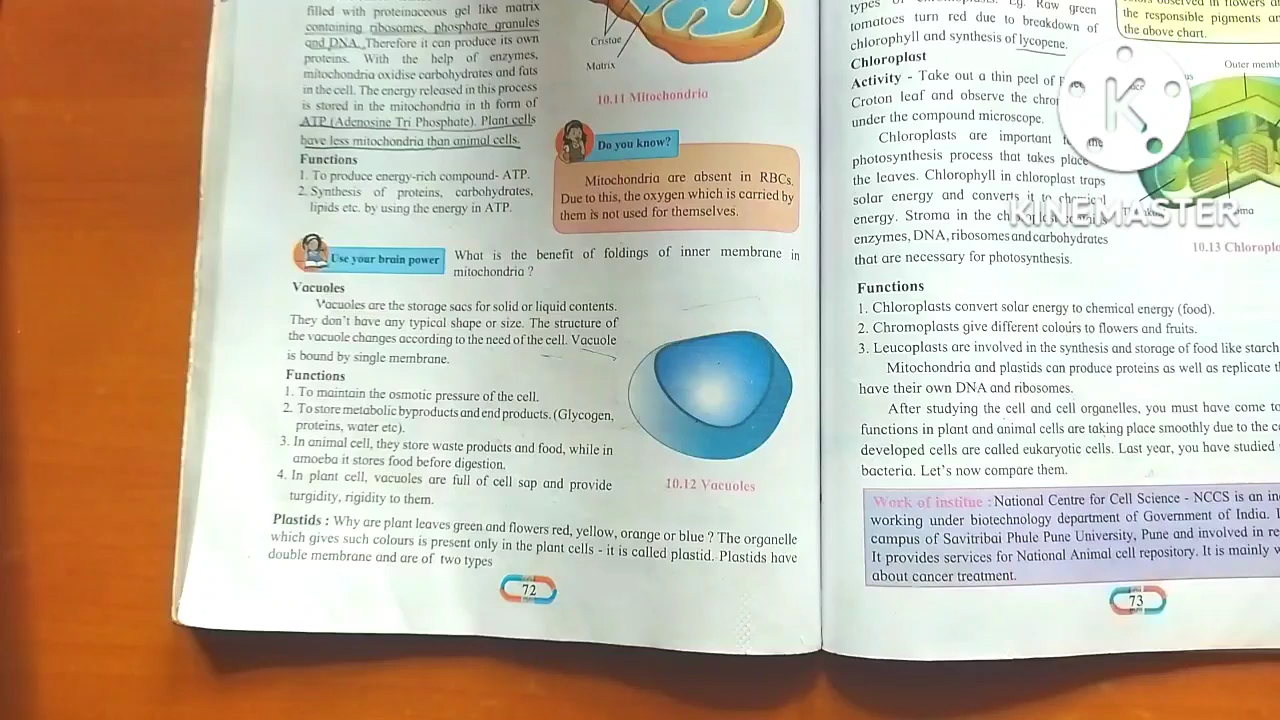 filled with proteinaceous gel like matrix
containing ribosomes, phosphate granules
and DNA. Therefore it can produce its own
proteins. With the help of enzymes,
mitochondria oxidise carbohydrates and fats
in the cell. The energy released in this process
is stored in the mitochondria in th form of
ATP (Adenosine Tri Phosphate). Plant cells
have less mitochondria than animal cells.
Functions
1. To produce energy-rich compound- ATP.
2. Synthesis of proteins, carbohydrates,
lipids etc. by using the energy in ATP.
Cristae
Matrix
10.11 Mitochondria
Do you know?
Mitochondria are absent in RBCs.
Due to this, the oxygen which is carried by
them is not used for themselves.
Use your brain power
What is the benefit of foldings of inner membrane in
mitochondria ?
Vacuoles
Vacuoles are the storage sacs for solid or liquid contents.
They don't have any typical shape or size. The structure of
the vacuole changes according to the need of the cell. Vacuole
is bound by single membrane.
Functions
1. To maintain the osmotic pressure of the cell.
2. To store metabolic byproducts and end products. (Glycogen,
proteins, water etc).
3. In animal cell, they store waste products and food, while in
amoeba it stores food before digestion.
4. In plant cell, vacuoles are full of cell sap and provide
turgidity, rigidity to them.
10.12 Vacuoles
Plastids : Why are plant leaves green and flowers red, yellow, orange or blue ? The organelle
which gives such colours is present only in the plant cells - it is called plastid. Plastids have
double membrane and are of two types
72
types Eg. Raw green
tomatoes turn red due to breakdown of
chlorophyll and synthesis of lycopene.
Chloroplast
Activity - Take out a thin peel of
Croton leaf and observe the
under the compound microscope.
Chloroplasts are important the
photosynthesis process that takes place
the leaves. Chlorophyll in chloroplast traps
solar energy and converts it to chemical
energy. Stroma in the
enzymes, DNA, ribosomes and carbohydrates
that are necessary for photosynthesis.
observed in flowers
the responsible pigments
the above chart.
Outer
K
KINEMASTER
10.13
Functions
1. Chloroplasts convert solar energy to chemical energy (food).
2. Chromoplasts give different colours to flowers and fruits.
3. Leucoplasts are involved in the synthesis and storage of food like starch
Mitochondria and plastids can produce proteins as well as replicate
have their own DNA and ribosomes.
After studying the cell and cell organelles, you must have come to
functions in plant and animal cells are taking place smoothly due to the
developed cells are called eukaryotic cells. Last year, you have studied
bacteria. Let's now compare them.
Work of institue : National Centre for Cell Science - NCCS is an
working under biotechnology department of Government of India.
campus of Savitribai Phule Pune University, Pune and involved in
It provides services for National Animal cell repository. It is mainly
about cancer treatment.
73